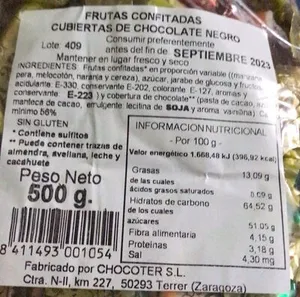 FRUTAS CONFITADAS
CUBIERTAS DE CHOCOLATE NEGRO
Consumir preferentemente
Lote 409 antes del fin de SEPTIEMBRE 2023
Mantener en lugar fresco y seco
INGREDIENTES: Frutas confitadas* en proporción variable
pera, melocotón, naranja y cereza), azúcar, jarabe de glucosa y
acidulante: E-330, conservante E-202, colorante E-127, aromas y
conservante E-223 ) y cobertura de chocolate** (pasta de cacao,
manteca de cacao, emulgente lecitina de SOJA y aroma vainilina)
mínimo 56%
SIN GLUTEN
* Contiene sulfitos
** Puede contener trazas de
almendra, avellana, leche y
cacahuete
Peso Neto
500 g.
8 411493 001054
INFORMACION NUTRICIONAL
- Por 100 g -
Valor energético 1.668,48 kJ (396,92 kcal)
Grasas 13,09 g
de las cuales
ácidos grasos saturados
Hidratos de carbono 64,52 g
de los cuales
azúcares 51,05 g
Fibra alimentaria 4,15 g
Proteínas 3,18 g
Sal 4,30 mg
Fabricado por CHOCOTER S.L.
Ctra. N-II, km 227, 50293 Terrer (Zaragoza)